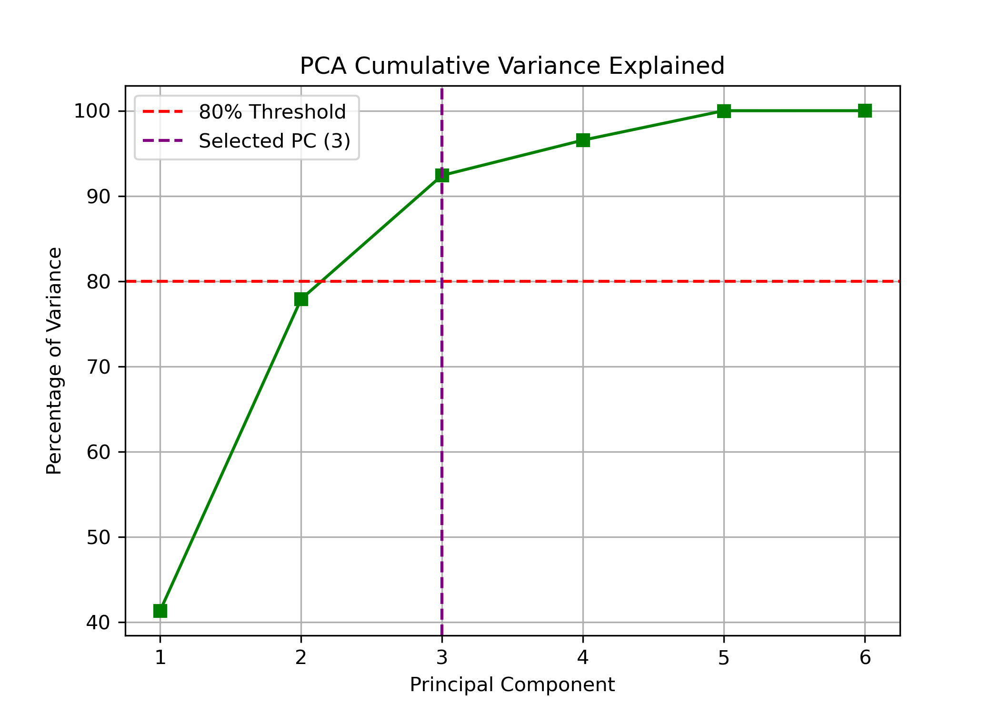 PCA Cumulative Variance Explained
80% Threshold
Selected PC (3)
100
90
80
70
60
50
40
Percentage of Variance
1 2 3 4 5 6
Principal Component